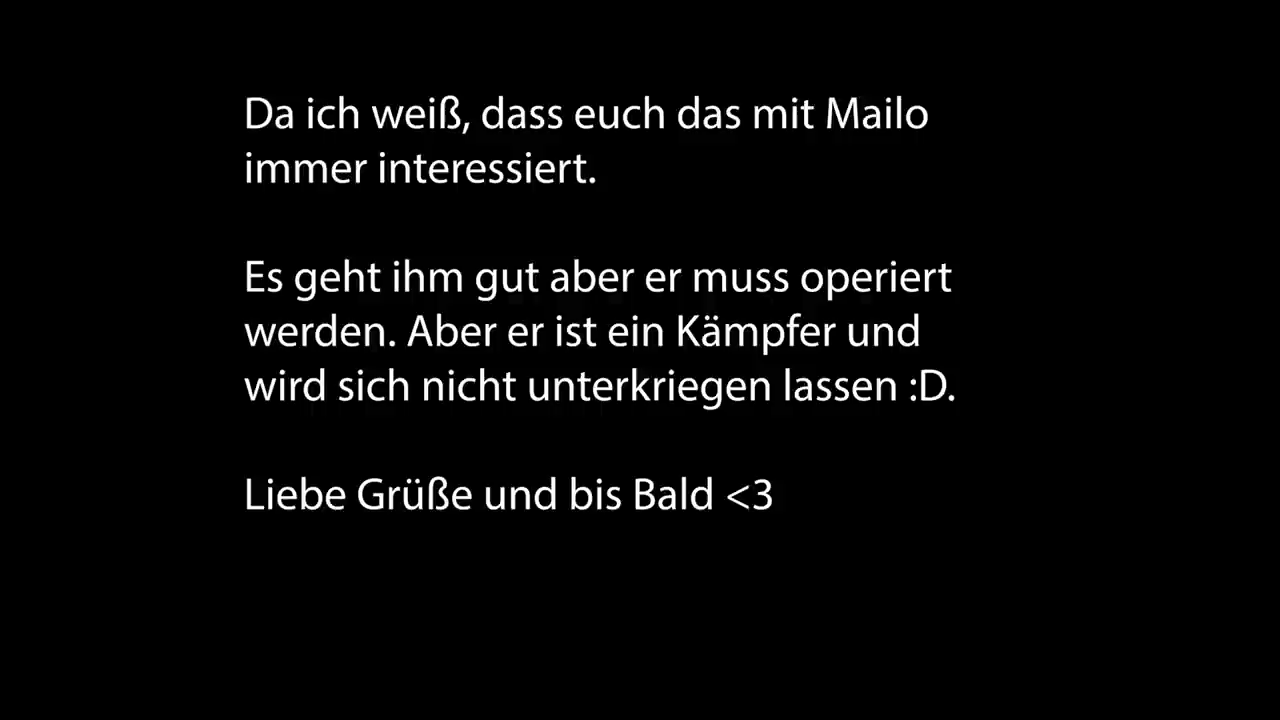 Da ich weiß, dass euch das mit Mailo
immer interessiert.
Es geht ihm gut aber er muss operiert
werden. Aber er ist ein Kämpfer und
wird sich nicht unterkriegen lassen :D.
Liebe Grüße und bis Bald <3